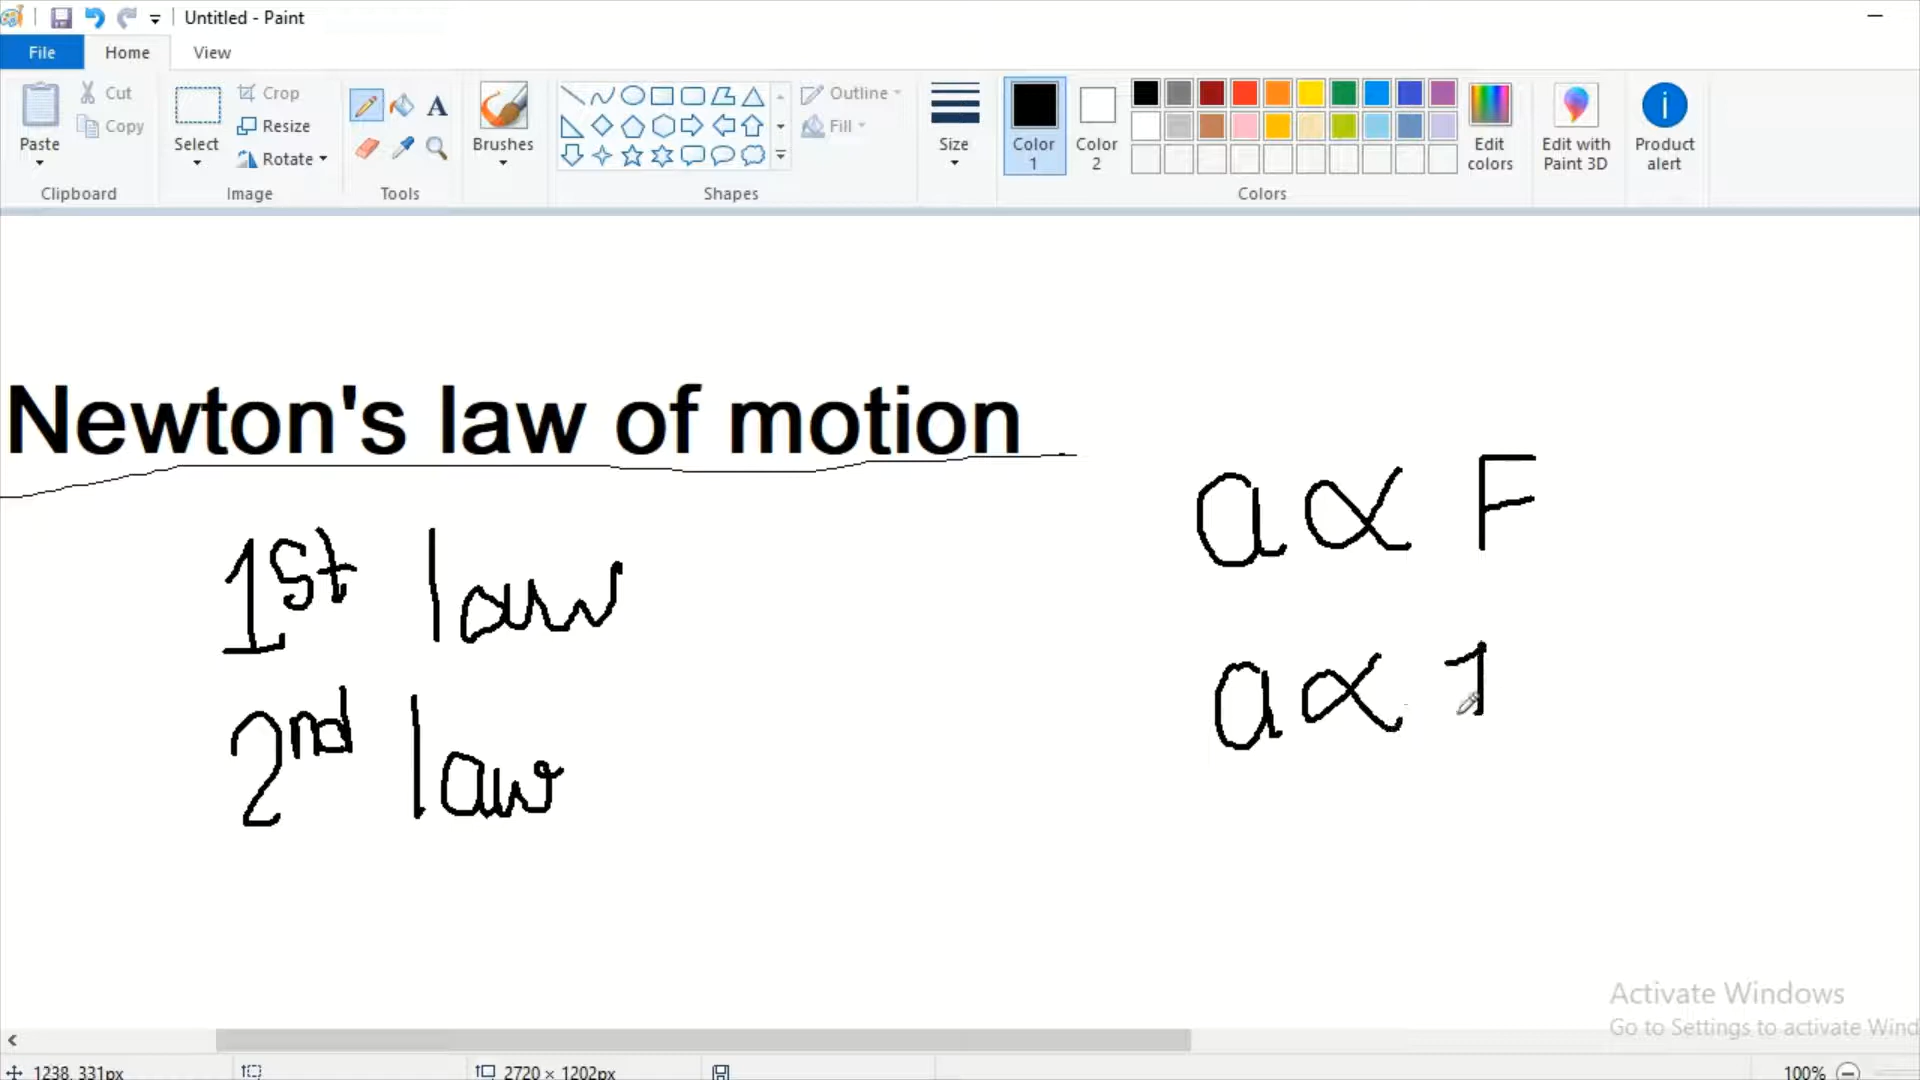 Untitled - Paint
File Home View
Paste Cut Copy Clipboard
Select Crop Resize Rotate Image
Tools
Brushes
Outline Fill Shapes
Size
Color 1 Color 2 Edit colors Colors
Edit with Paint 3D
Product alert
Newton's law of motion
1st law
2nd law
a ∝ F
a ∝ 1
Activate Windows
Go to Settings to activate Wind
1238, 331px 2720 × 1202px 100%